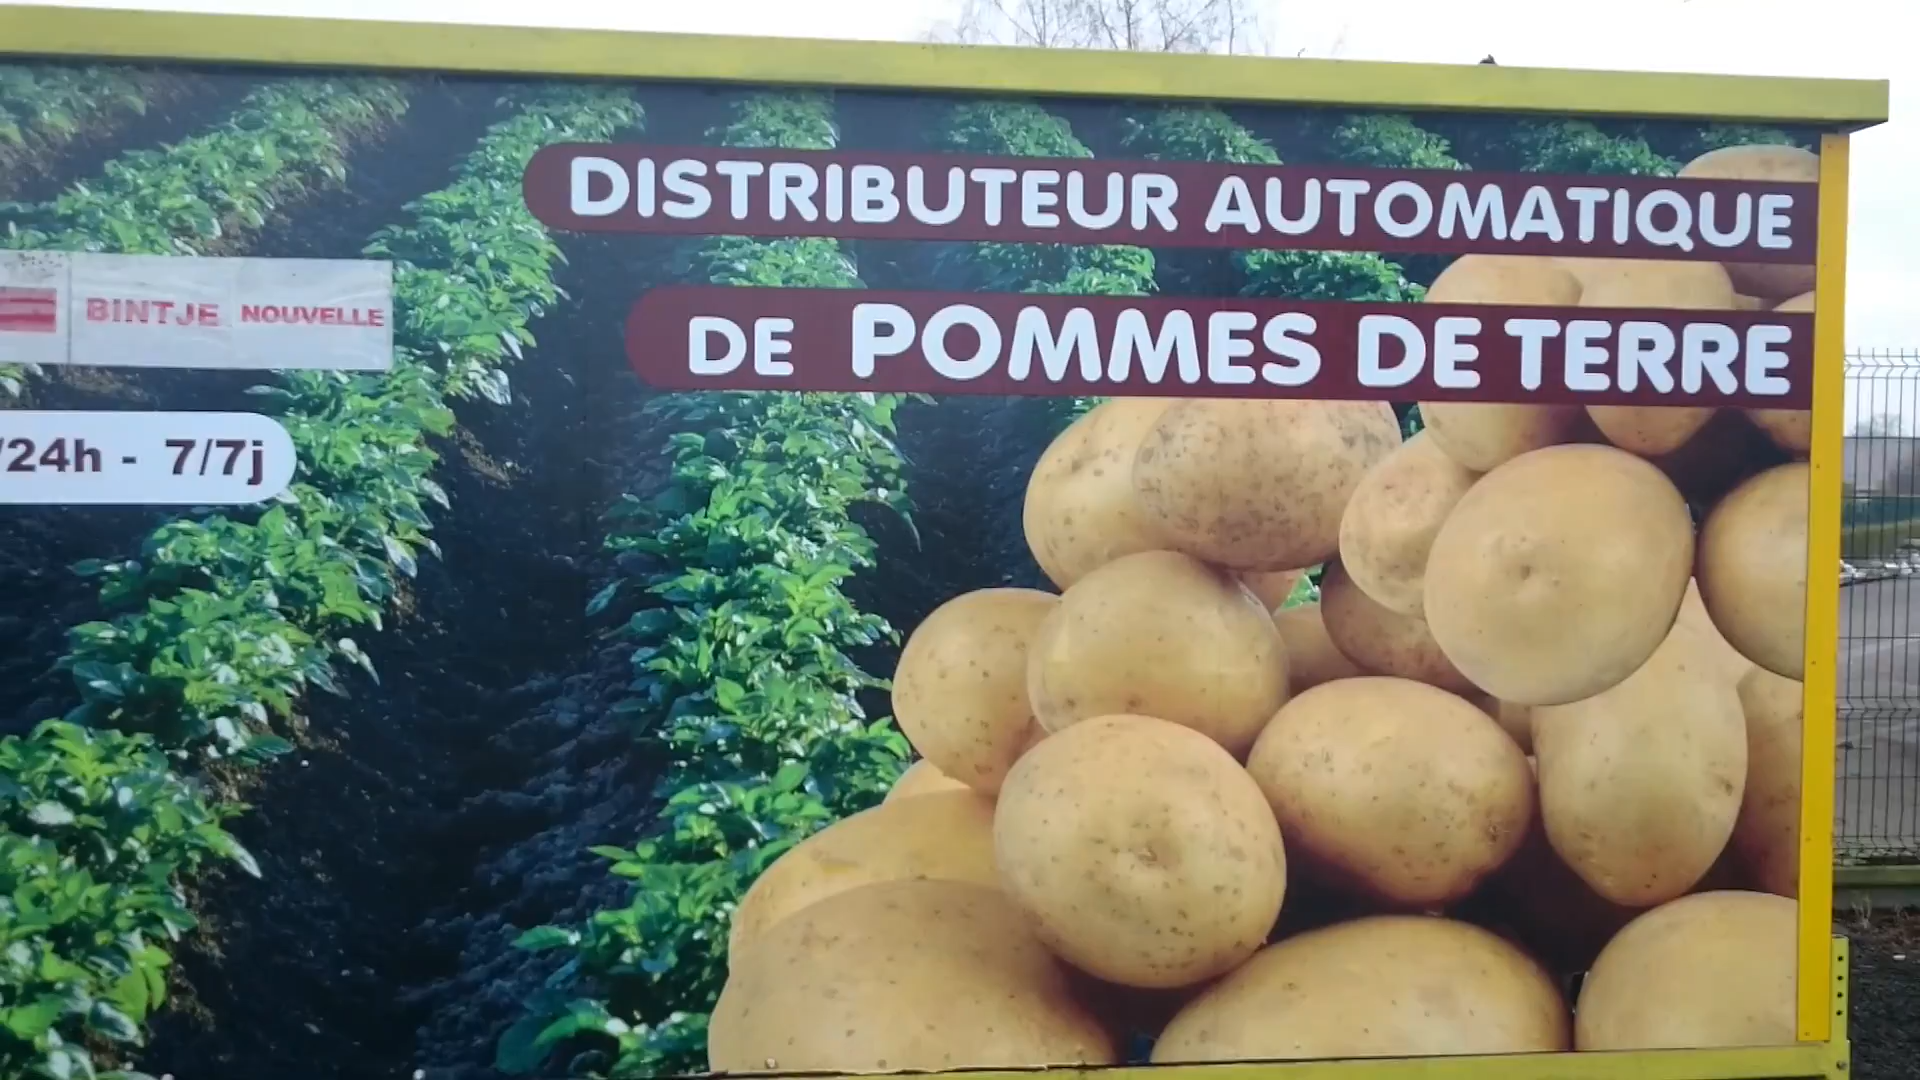 DISTRIBUTEUR AUTOMATIQUE
DE POMMES DE TERRE
BINTJE NOUVELLE
/24h - 7/7j